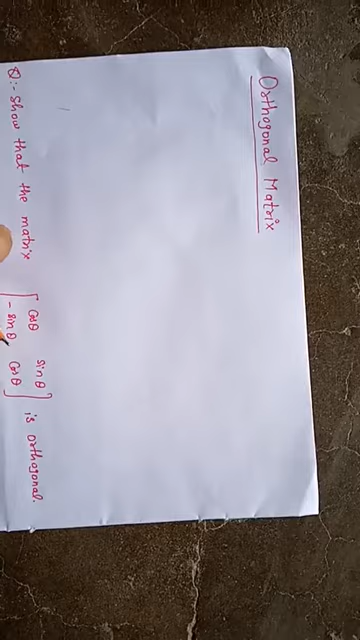 Orthogonal Matrix
Q:- Show that the matrix [ cosθ sinθ
-sinθ cosθ ] is orthogonal.